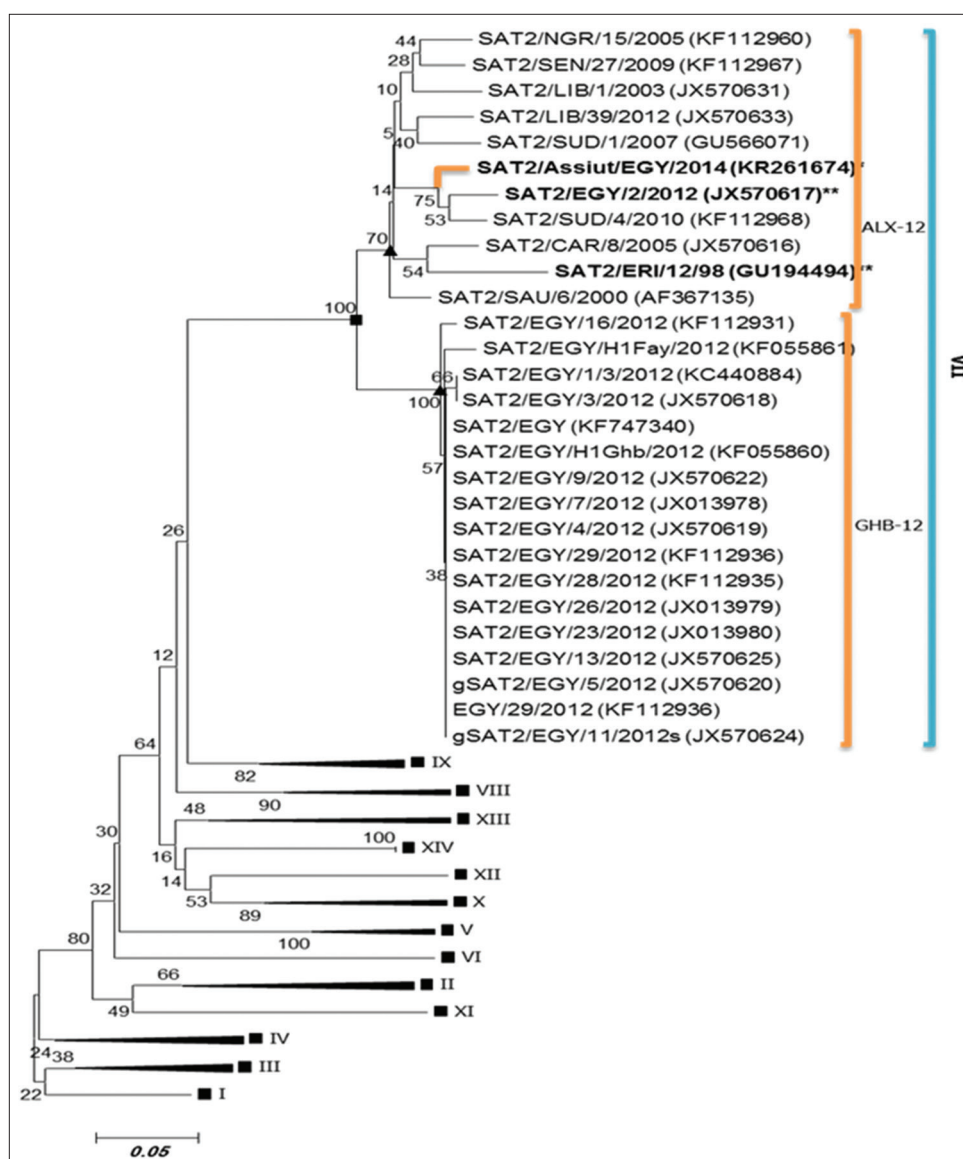 44
SAT2/NGR/15/2005 (KF112960)
28
SAT2/SEN/27/2009 (KF112967)
10
SAT2/LIB/1/2003 (JX570631)
SAT2/LIB/39/2012 (JX570633)
5
40
SAT2/SUD/1/2007 (GU566071)
SAT2/Assiut/EGY/2014 (KR261674)*
14
75
SAT2/EGY/2/2012 (JX570617)**
53
SAT2/SUD/4/2010 (KF112968)
ALX-12
70
SAT2/CAR/8/2005 (JX570616)
54
SAT2/ERI/12/98 (GU194494)**
SAT2/SAU/6/2000 (AF367135)
100
SAT2/EGY/16/2012 (KF112931)
SAT2/EGY/H1Fay/2012 (KF055861)
VII
66
SAT2/EGY/1/3/2012 (KC440884)
100
SAT2/EGY/3/2012 (JX570618)
SAT2/EGY (KF747340)
57
SAT2/EGY/H1Ghb/2012 (KF055860)
SAT2/EGY/9/2012 (JX570622)
SAT2/EGY/7/2012 (JX013978)
SAT2/EGY/4/2012 (JX570619)
GHB-12
26
SAT2/EGY/29/2012 (KF112936)
38
SAT2/EGY/28/2012 (KF112935)
SAT2/EGY/26/2012 (JX013979)
SAT2/EGY/23/2012 (JX013980)
12
SAT2/EGY/13/2012 (JX570625)
gSAT2/EGY/5/2012 (JX570620)
EGY/29/2012 (KF112936)
64
gSAT2/EGY/11/2012s (JX570624)
82
IX
90
VIII
48
XIII
30
100
XIV
16
14
XII
32
53
X
89
V
80
100
VI
66
II
49
XI
24
IV
38
III
22
I
0.05